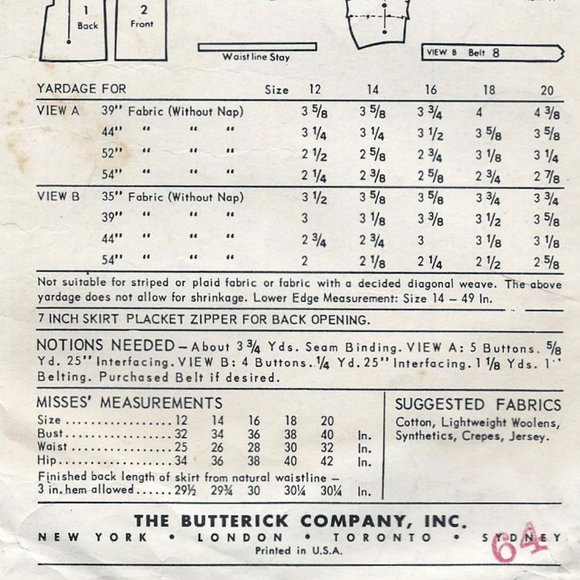 1 2
Back Front
Waistline Stay
VIEW B Belt 8
YARDAGE FOR Size 12 14 16 18 20
VIEW A 39" Fabric (Without Nap) 3 5/8 3 5/8 3 3/4 4 4 3/8
44" " " " 3 1/4 3 1/4 3 1/2 3 5/8 3 5/8
52" " " " 2 1/2 2 5/8 2 3/4 3 1/8 3 1/4
54" " " " 2 1/4 2 3/8 2 5/8 2 3/4 2 7/8
VIEW B 35" Fabric (Without Nap) 3 1/2 3 5/8 3 5/8 3 3/4 3 3/4
39" " " " 3 3 1/8 3 3/8 3 1/2 3 5/8
44" " " " 2 3/4 2 3/4 3 3 1/8 3 1/8
54" " " " 2 2 1/8 2 1/4 2 1/2 2 5/8
Not suitable for striped or plaid fabric or fabric with a decided diagonal weave. The above
yardage does not allow for shrinkage. Lower Edge Measurement: Size 14 – 49 In.
7 INCH SKIRT PLACKET ZIPPER FOR BACK OPENING.
NOTIONS NEEDED – About 3 3/4 Yds. Seam Binding. VIEW A: 5 Buttons. 5/8
Yd. 25" Interfacing. VIEW B: 4 Buttons. 1/4 Yd. 25" Interfacing. 1 1/8 Yds. 1"
Belting. Purchased Belt if desired.
MISSES' MEASUREMENTS
Size.................. 12 14 16 18 20
Bust.................. 32 34 36 38 40 In.
Waist................. 25 26 28 30 32 In.
Hip................... 34 36 38 40 42 In.
Finished back length of skirt from natural waistline –
3 in. hem allowed...... 29½ 29¾ 30 30¼ 30¼ In.
SUGGESTED FABRICS
Cotton, Lightweight Woolens,
Synthetics, Crepes, Jersey.
THE BUTTERICK COMPANY, INC.
NEW YORK • LONDON • TORONTO • SYDNEY
Printed in U.S.A.
64